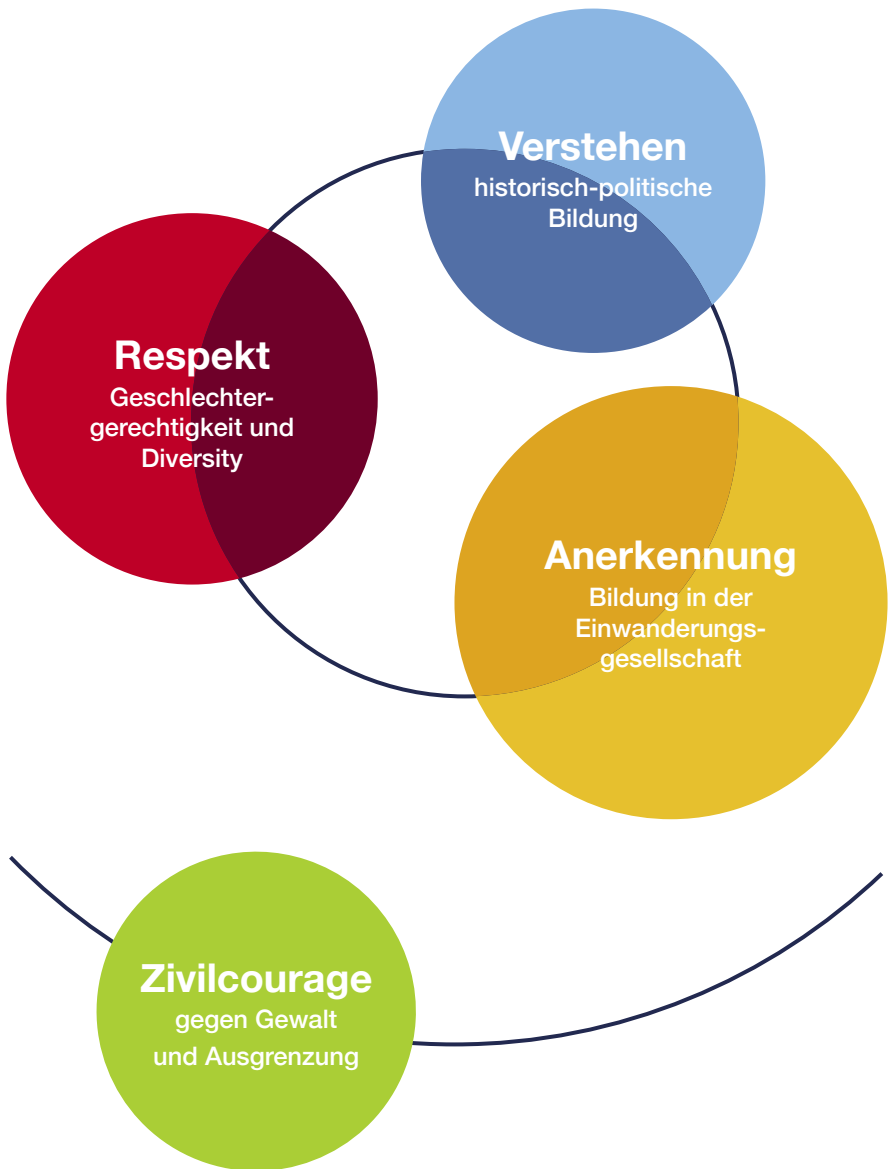 Verstehen
historisch-politische
Bildung
Respekt
Geschlechter-
gerechtigkeit und
Diversity
Anerkennung
Bildung in der
Einwanderungs-
gesellschaft
Zivilcourage
gegen Gewalt
und Ausgrenzung